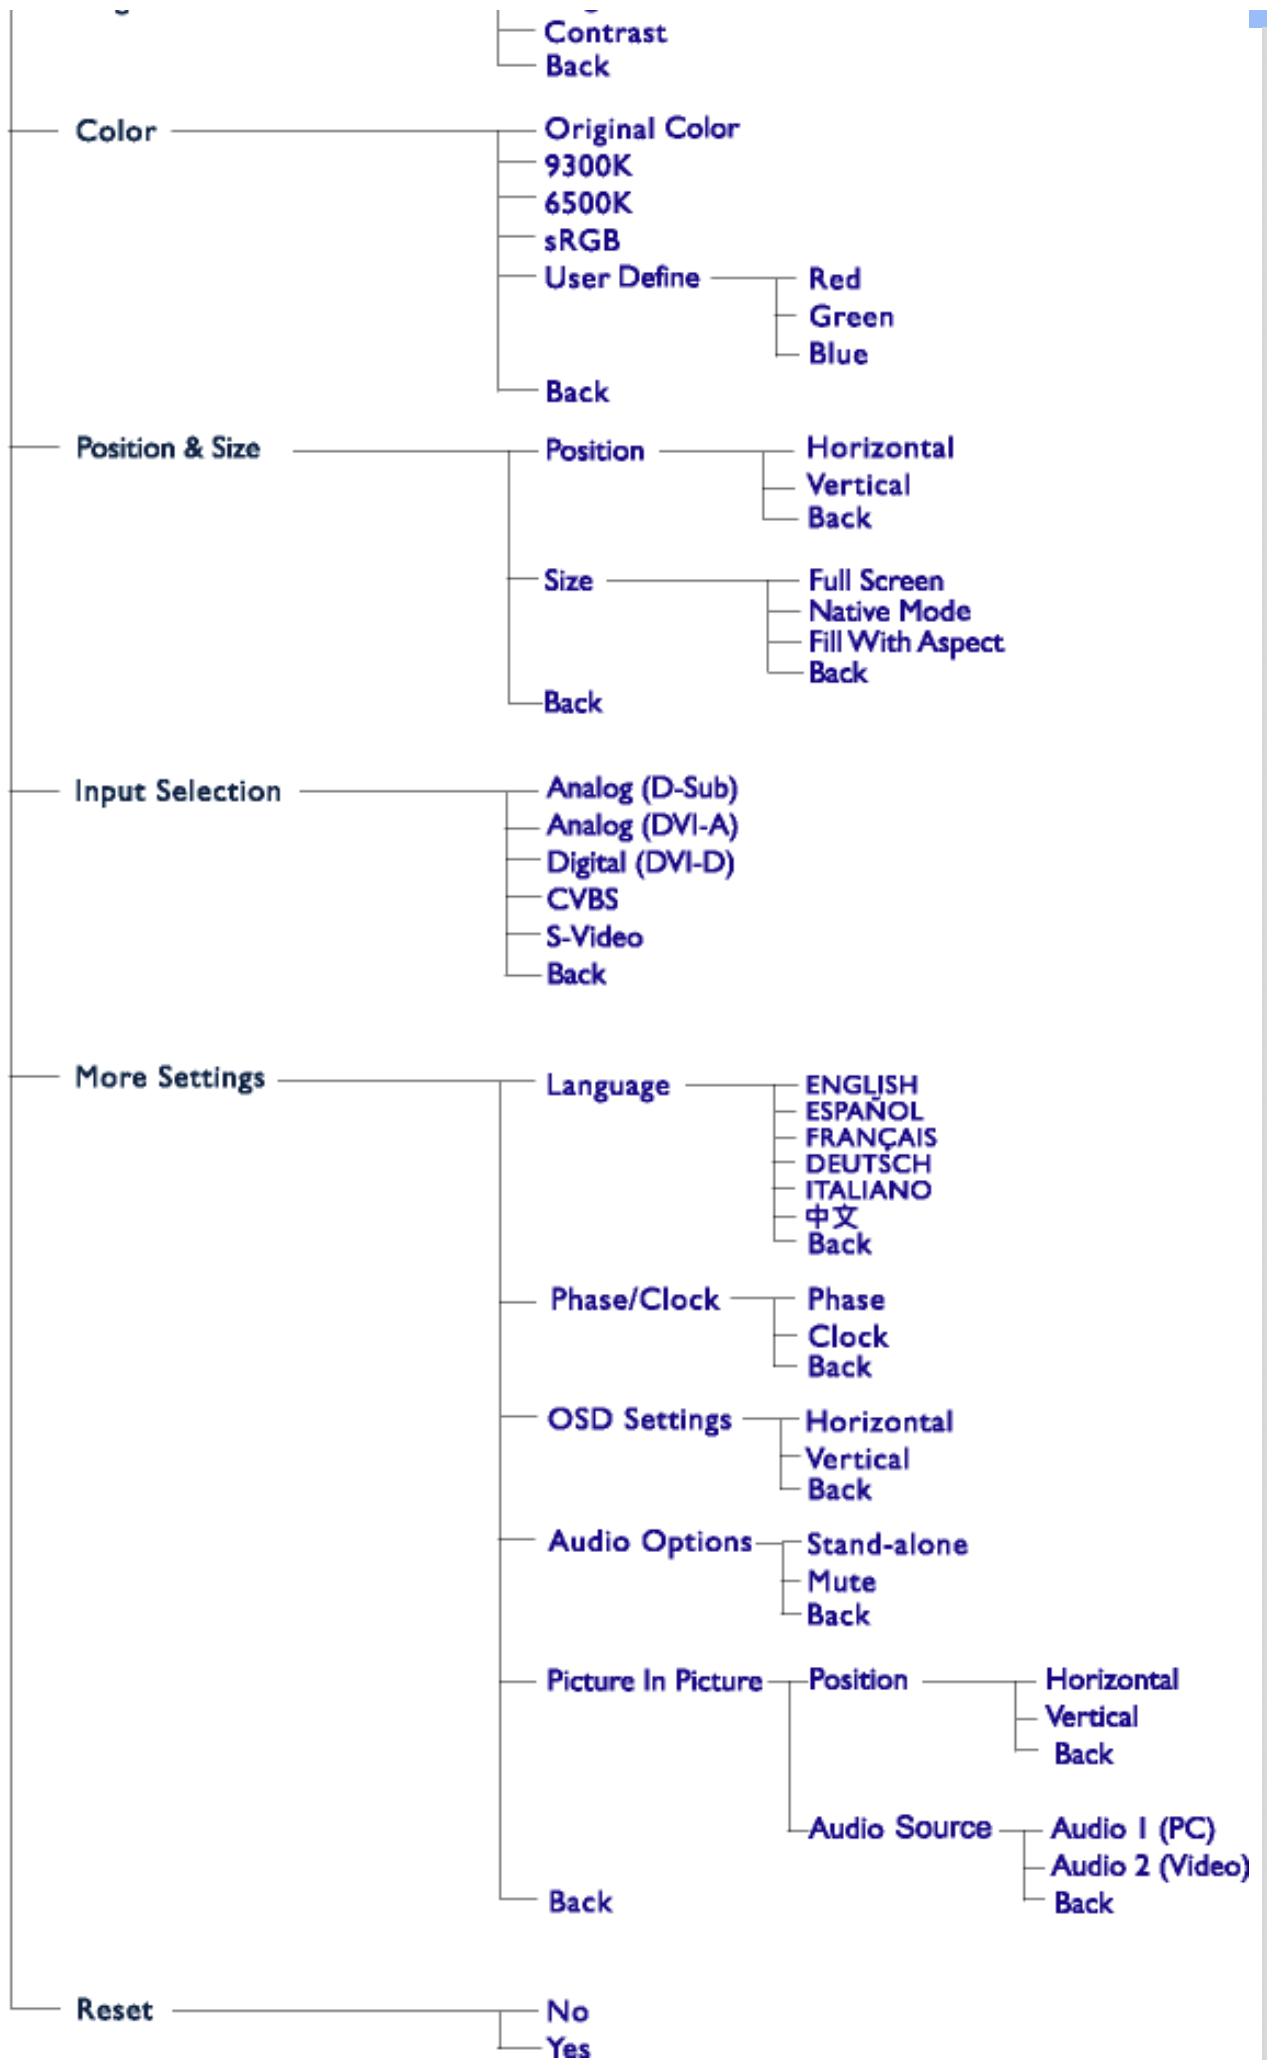 Contrast
Back
Color
Original Color
9300K
6500K
sRGB
User Define
Red
Green
Blue
Back
Position & Size
Position
Horizontal
Vertical
Back
Size
Full Screen
Native Mode
Fill With Aspect
Back
Back
Input Selection
Analog (D-Sub)
Analog (DVI-A)
Digital (DVI-D)
CVBS
S-Video
Back
More Settings
Language
ENGLISH
ESPAÑOL
FRANÇAIS
DEUTSCH
ITALIANO
中文
Back
Phase/Clock
Phase
Clock
Back
OSD Settings
Horizontal
Vertical
Back
Audio Options
Stand-alone
Mute
Back
Picture In Picture
Position
Horizontal
Vertical
Back
Audio Source
Audio 1 (PC)
Audio 2 (Video)
Back
Back
Reset
No
Yes